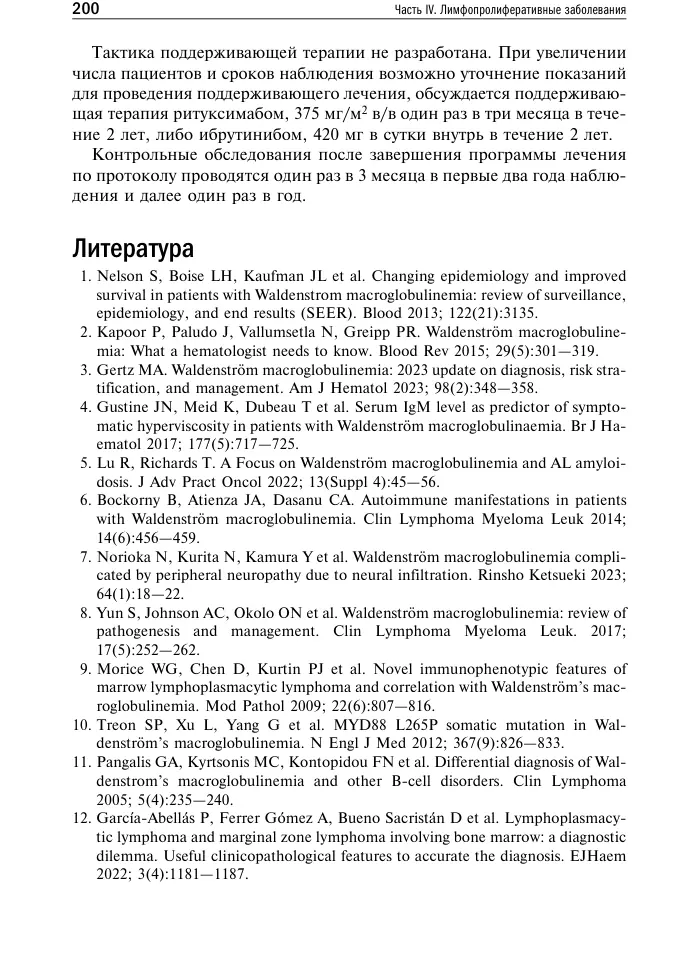 200
Часть IV. Лимфопролиферативные заболевания
Тактика поддерживающей терапии не разработана. При увеличении
числа пациентов и сроков наблюдения возможно уточнение показаний
для проведения поддерживающего лечения, обсуждается поддерживаю-
щая терапия ритуксимабом, 375 мг/м² в/в один раз в три месяца в тече-
ние 2 лет, либо ибрутинибом, 420 мг в сутки внутрь в течение 2 лет.
Контрольные обследования после завершения программы лечения
по протоколу проводятся один раз в 3 месяца в первые два года наблю-
дения и далее один раз в год.
Литература
1. Nelson S, Boise LH, Kaufman JL et al. Changing epidemiology and improved
survival in patients with Waldenstrom macroglobulinemia: review of surveillance,
epidemiology, and end results (SEER). Blood 2013; 122(21):3135.
2. Kapoor P, Paludo J, Vallumsetla N, Greipp PR. Waldenström macroglobuline-
mia: What a hematologist needs to know. Blood Rev 2015; 29(5):301—319.
3. Gertz MA. Waldenström macroglobulinemia: 2023 update on diagnosis, risk stra-
tification, and management. Am J Hematol 2023; 98(2):348—358.
4. Gustine JN, Meid K, Dubeau T et al. Serum IgM level as predictor of sympto-
matic hyperviscosity in patients with Waldenström macroglobulinaemia. Br J Ha-
ematol 2017; 177(5):717—725.
5. Lu R, Richards T. A Focus on Waldenström macroglobulinemia and AL amyloi-
dosis. J Adv Pract Oncol 2022; 13(Suppl 4):45—56.
6. Bockorny B, Atienza JA, Dasanu CA. Autoimmune manifestations in patients
with Waldenström macroglobulinemia. Clin Lymphoma Myeloma Leuk 2014;
14(6):456—459.
7. Norioka N, Kurita N, Kamura Y et al. Waldenström macroglobulinemia compli-
cated by peripheral neuropathy due to neural infiltration. Rinsho Ketsueki 2023;
64(1):18—22.
8. Yun S, Johnson AC, Okolo ON et al. Waldenström macroglobulinemia: review of
pathogenesis and management. Clin Lymphoma Myeloma Leuk. 2017;
17(5):252—262.
9. Morice WG, Chen D, Kurtin PJ et al. Novel immunophenotypic features of
marrow lymphoplasmacytic lymphoma and correlation with Waldenström’s mac-
roglobulinemia. Mod Pathol 2009; 22(6):807—816.
10. Treon SP, Xu L, Yang G et al. MYD88 L265P somatic mutation in Wal-
denström’s macroglobulinemia. N Engl J Med 2012; 367(9):826—833.
11. Pangalis GA, Kyrtsonis MC, Kontopidou FN et al. Differential diagnosis of Wal-
denstrom’s macroglobulinemia and other B-cell disorders. Clin Lymphoma
2005; 5(4):235—240.
12. García-Abellás P, Ferrer Gómez A, Bueno Sacristán D et al. Lymphoplasmacy-
tic lymphoma and marginal zone lymphoma involving bone marrow: a diagnostic
dilemma. Useful clinicopathological features to accurate the diagnosis. EJHaem
2022; 3(4):1181—1187.